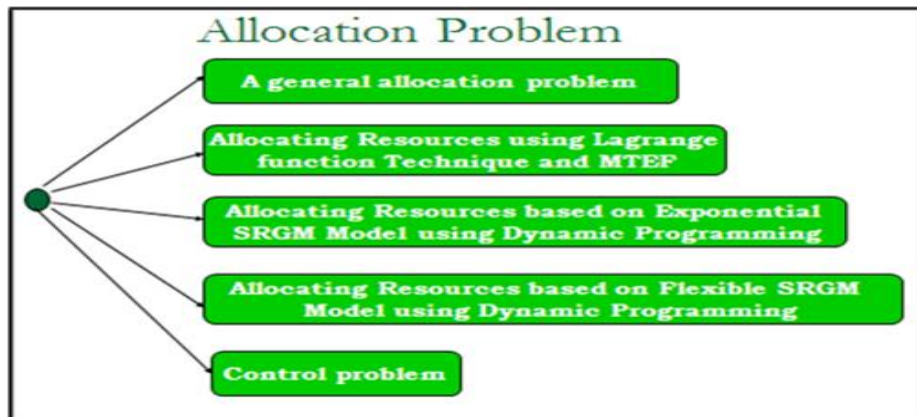 Allocation Problem
A general allocation problem
Allocating Resources using Lagrange
function Technique and MTEF
Allocating Resources based on Exponential
SRGM Model using Dynamic Programming
Allocating Resources based on Flexible SRGM
Model using Dynamic Programming
Control problem